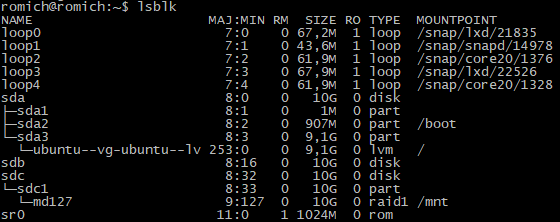 romich@romich:~$ lsblk
NAME MAJ:MIN RM SIZE RO TYPE MOUNTPOINT
loop0 7:0 0 67,2M 1 loop /snap/lxd/21835
loop1 7:1 0 43,6M 1 loop /snap/snapd/14978
loop2 7:2 0 61,9M 1 loop /snap/core20/1376
loop3 7:3 0 67,9M 1 loop /snap/lxd/22526
loop4 7:4 0 61,9M 1 loop /snap/core20/1328
sda 8:0 0 10G 0 disk
├─sda1 8:1 0 1M 0 part
├─sda2 8:2 0 907M 0 part /boot
└─sda3 8:3 0 9,1G 0 part
└─ubuntu--vg-ubuntu--lv 253:0 0 9,1G 0 lvm /
sdb 8:16 0 10G 0 disk
sdc 8:32 0 10G 0 disk
└─sdc1 8:33 0 10G 0 part
└─md127 9:127 0 10G 0 raid1 /mnt
sr0 11:0 1 1024M 0 rom